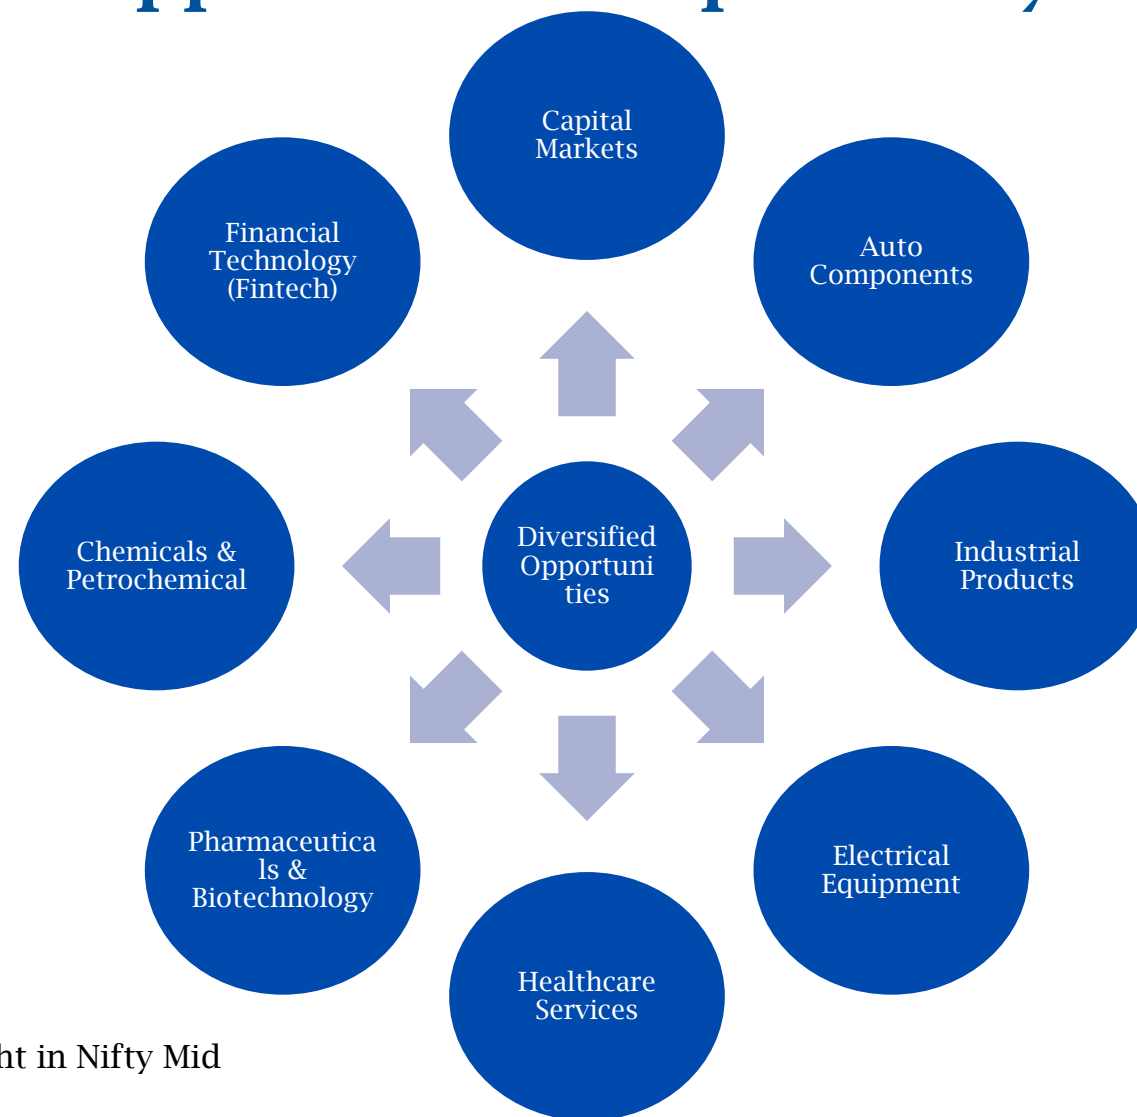 Capital
Markets
Financial
Technology
(Fintech)
Auto
Components
Chemicals &
Petrochemical
Diversified
Opportuni
ties
Industrial
Products
Pharmaceutica
ls &
Biotechnology
Electrical
Equipment
Healthcare
Services
in Nifty Mid